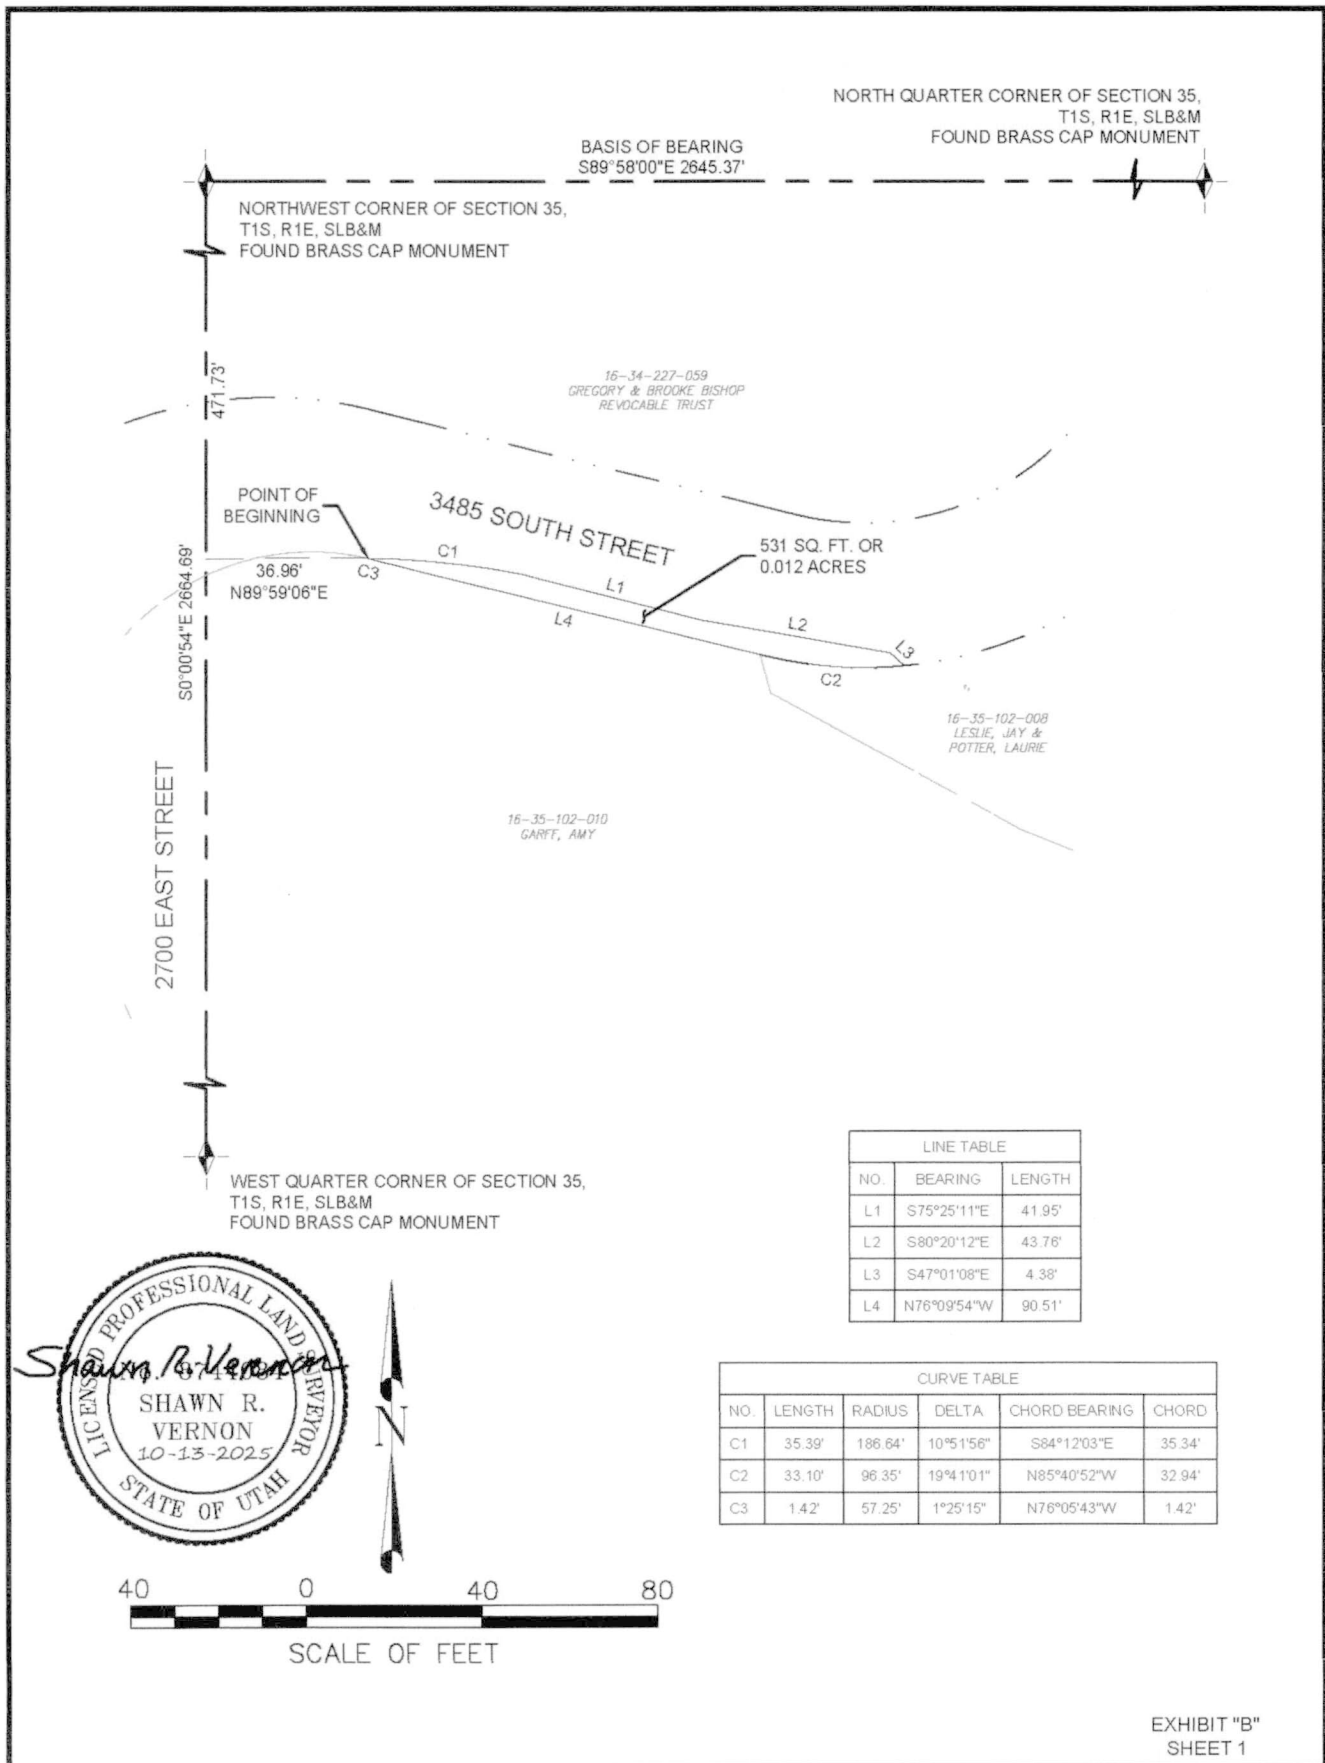 NORTH QUARTER CORNER OF SECTION 35,
T1S, R1E, SLB&M
FOUND BRASS CAP MONUMENT
BASIS OF BEARING
S89°58'00"E 2645.37'
NORTHWEST CORNER OF SECTION 35,
T1S, R1E, SLB&M
FOUND BRASS CAP MONUMENT
471.73'
16-34-227-059
GREGORY & BROOKE BISHOP
REVOCABLE TRUST
POINT OF
BEGINNING
3485 SOUTH STREET
531 SQ. FT. OR
0.012 ACRES
C1
C3
L1
L2
L3
L4
C2
36.96'
N89°59'06"E
S0°00'54"E 2664.69'
16-35-102-008
LESLIE, JAY &
POTTER, LAURIE
16-35-102-010
GARFF, AMY
2700 EAST STREET
WEST QUARTER CORNER OF SECTION 35,
T1S, R1E, SLB&M
FOUND BRASS CAP MONUMENT
LINE TABLE
NO. BEARING LENGTH
L1 S75°25'11"E 41.95'
L2 S80°20'12"E 43.76'
L3 S47°01'08"E 4.38'
L4 N76°09'54"W 90.51'
CURVE TABLE
NO. LENGTH RADIUS DELTA CHORD BEARING CHORD
C1 35.39' 186.64' 10°51'56" S84°12'03"E 35.34'
C2 33.10' 96.35' 19°41'01" N85°40'52"W 32.94'
C3 1.42' 57.25' 1°25'15" N76°05'43"W 1.42'
LICENSED PROFESSIONAL LAND SURVEYOR
Shawn R. Vernon
No.
SHAWN R.
VERNON
10-13-2025
STATE OF UTAH
N
40 0 40 80
SCALE OF FEET
EXHIBIT "B"
SHEET 1